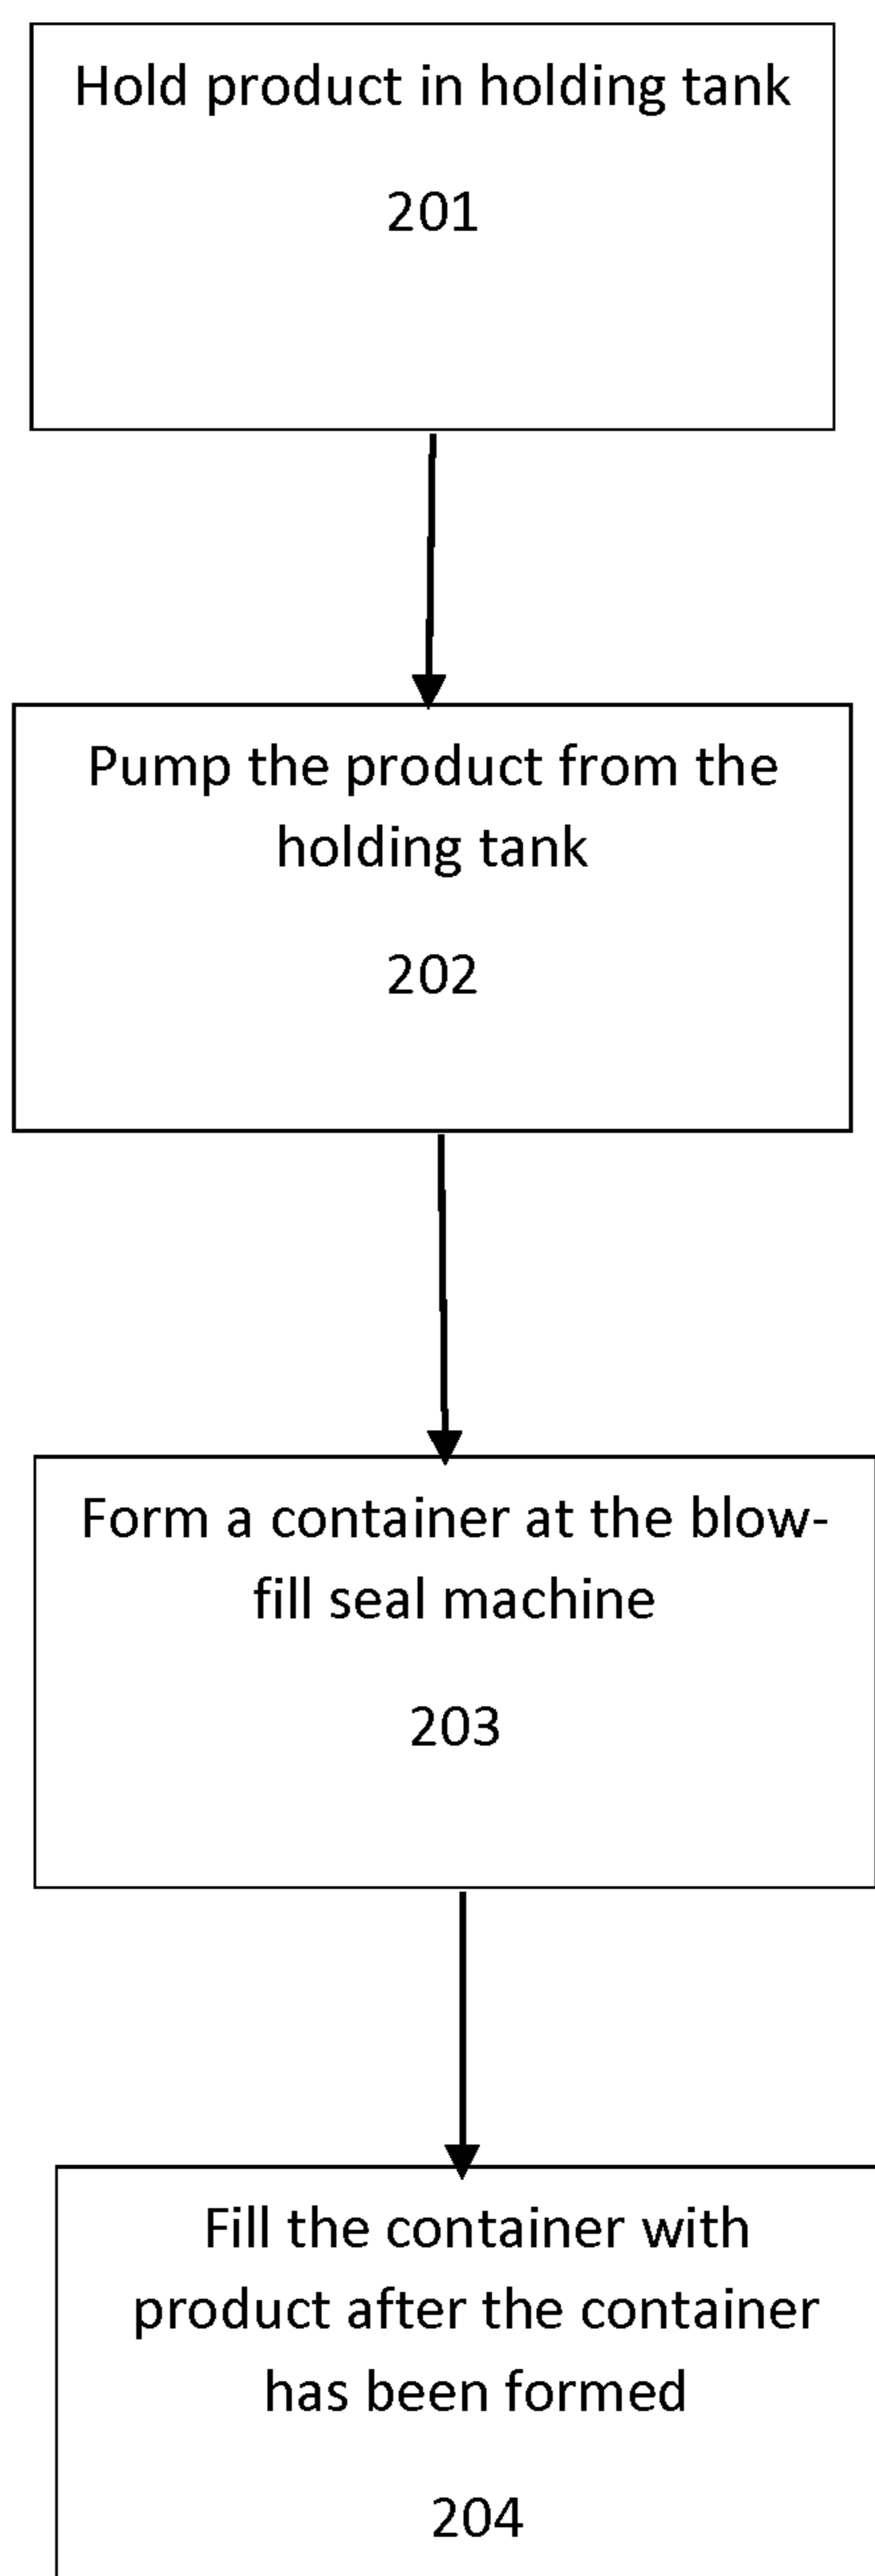 Hold product in holding tank
201
Pump the product from the
holding tank
202
Form a container at the blow-
fill seal machine
203
Fill the container with
product after the container
has been formed
204